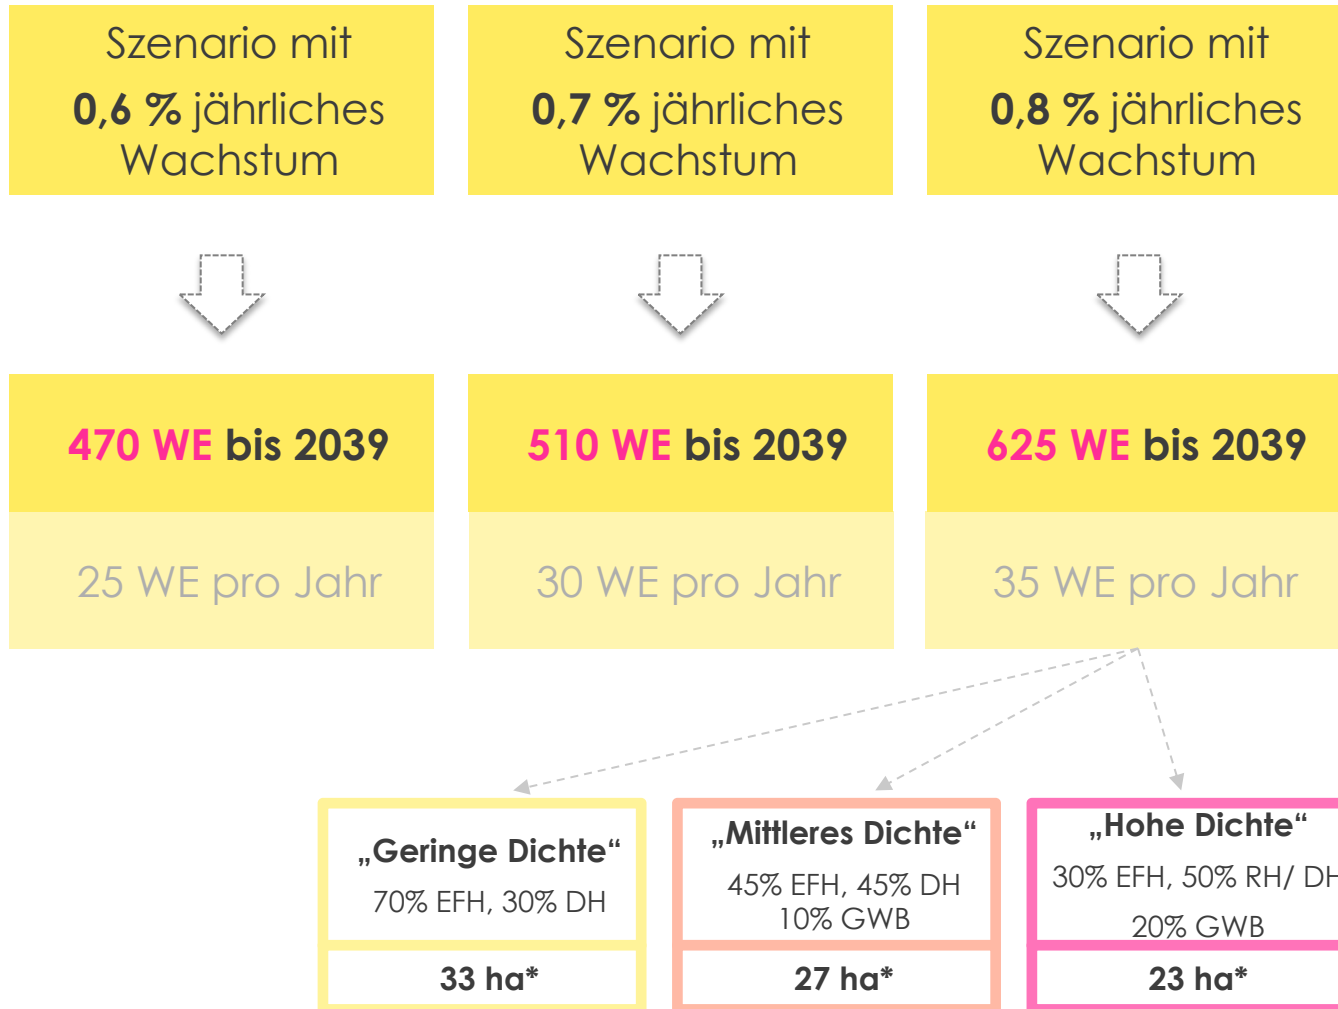 Szenario mit
0,6 % jährliches
Wachstum
Szenario mit
0,7 % jährliches
Wachstum
Szenario mit
0,8 % jährliches
Wachstum
470 WE bis 2039
510 WE bis 2039
625 WE bis 2039
25 WE pro Jahr
30 WE pro Jahr
35 WE pro Jahr
„Geringe Dichte“
70% EFH, 30% DH
33 ha*
„Mittleres Dichte“
45% EFH, 45% DH
10% GWB
27 ha*
„Hohe Dichte“
30% EFH, 50% RH/ DH
20% GWB
23 ha*